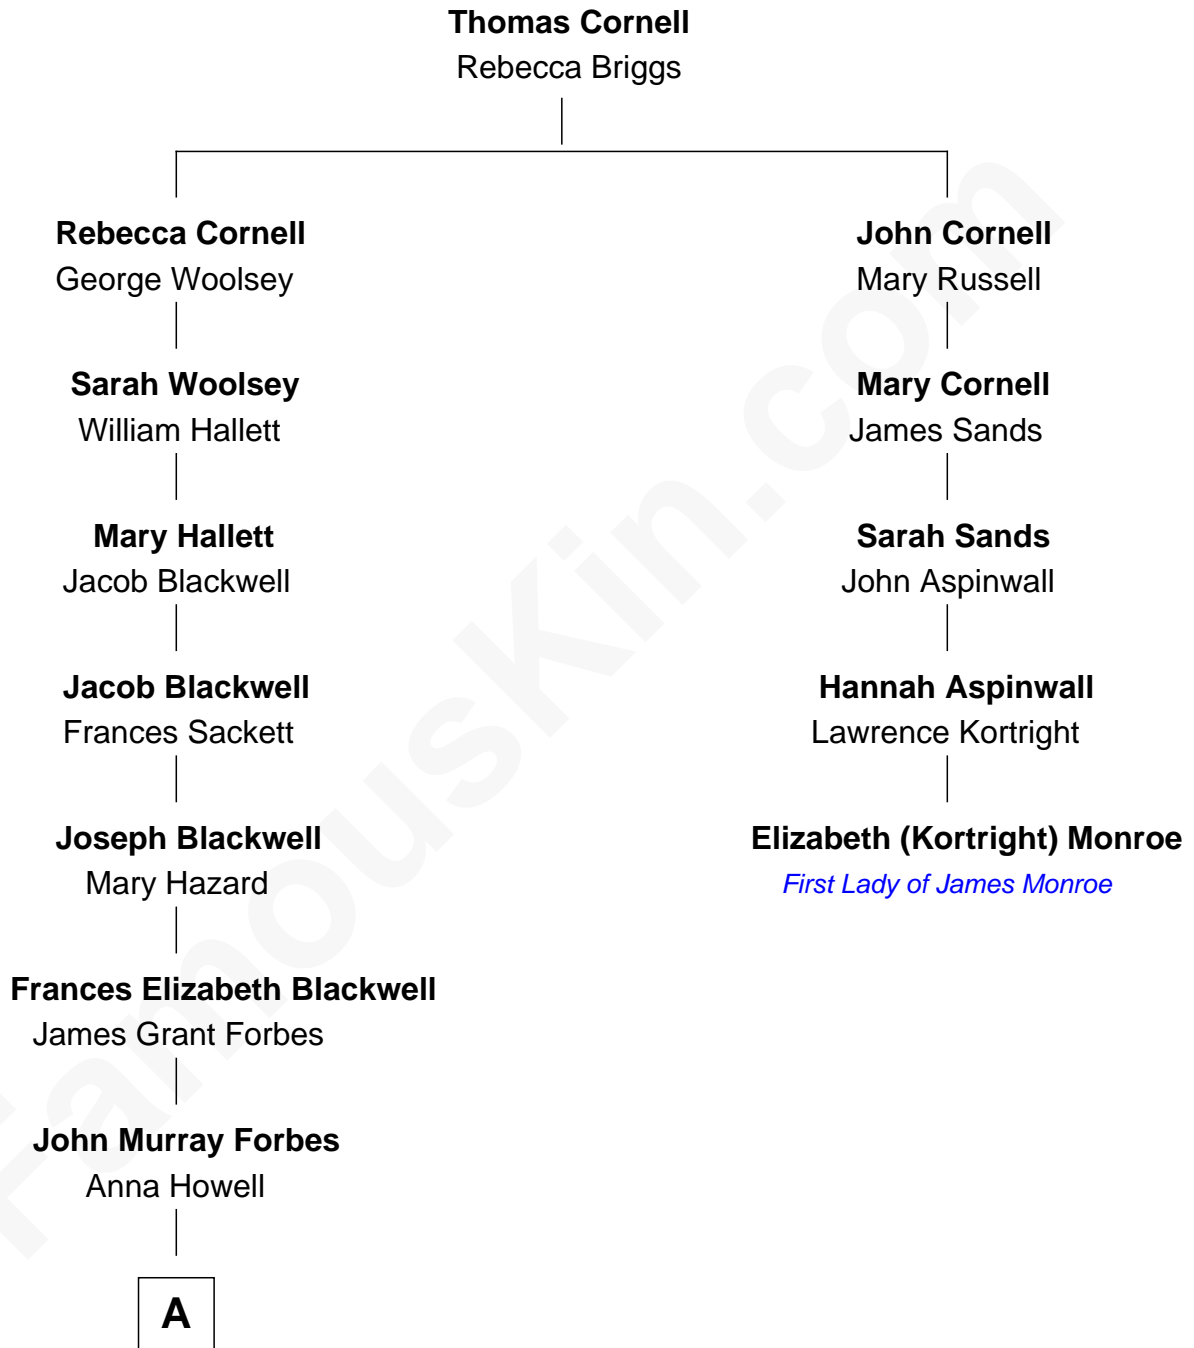 Thomas Cornell
Rebecca Briggs
Rebecca Cornell
George Woolsey
John Cornell
Mary Russell
Sarah Woolsey
William Hallett
Mary Cornell
James Sands
Mary Hallett
Jacob Blackwell
Sarah Sands
John Aspinwall
Jacob Blackwell
Frances Sackett
Hannah Aspinwall
Lawrence Kortright
Joseph Blackwell
Mary Hazard
Elizabeth (Kortright) Monroe
First Lady of James Monroe
Frances Elizabeth Blackwell
James Grant Forbes
John Murray Forbes
Anna Howell
A
FamousKin.com